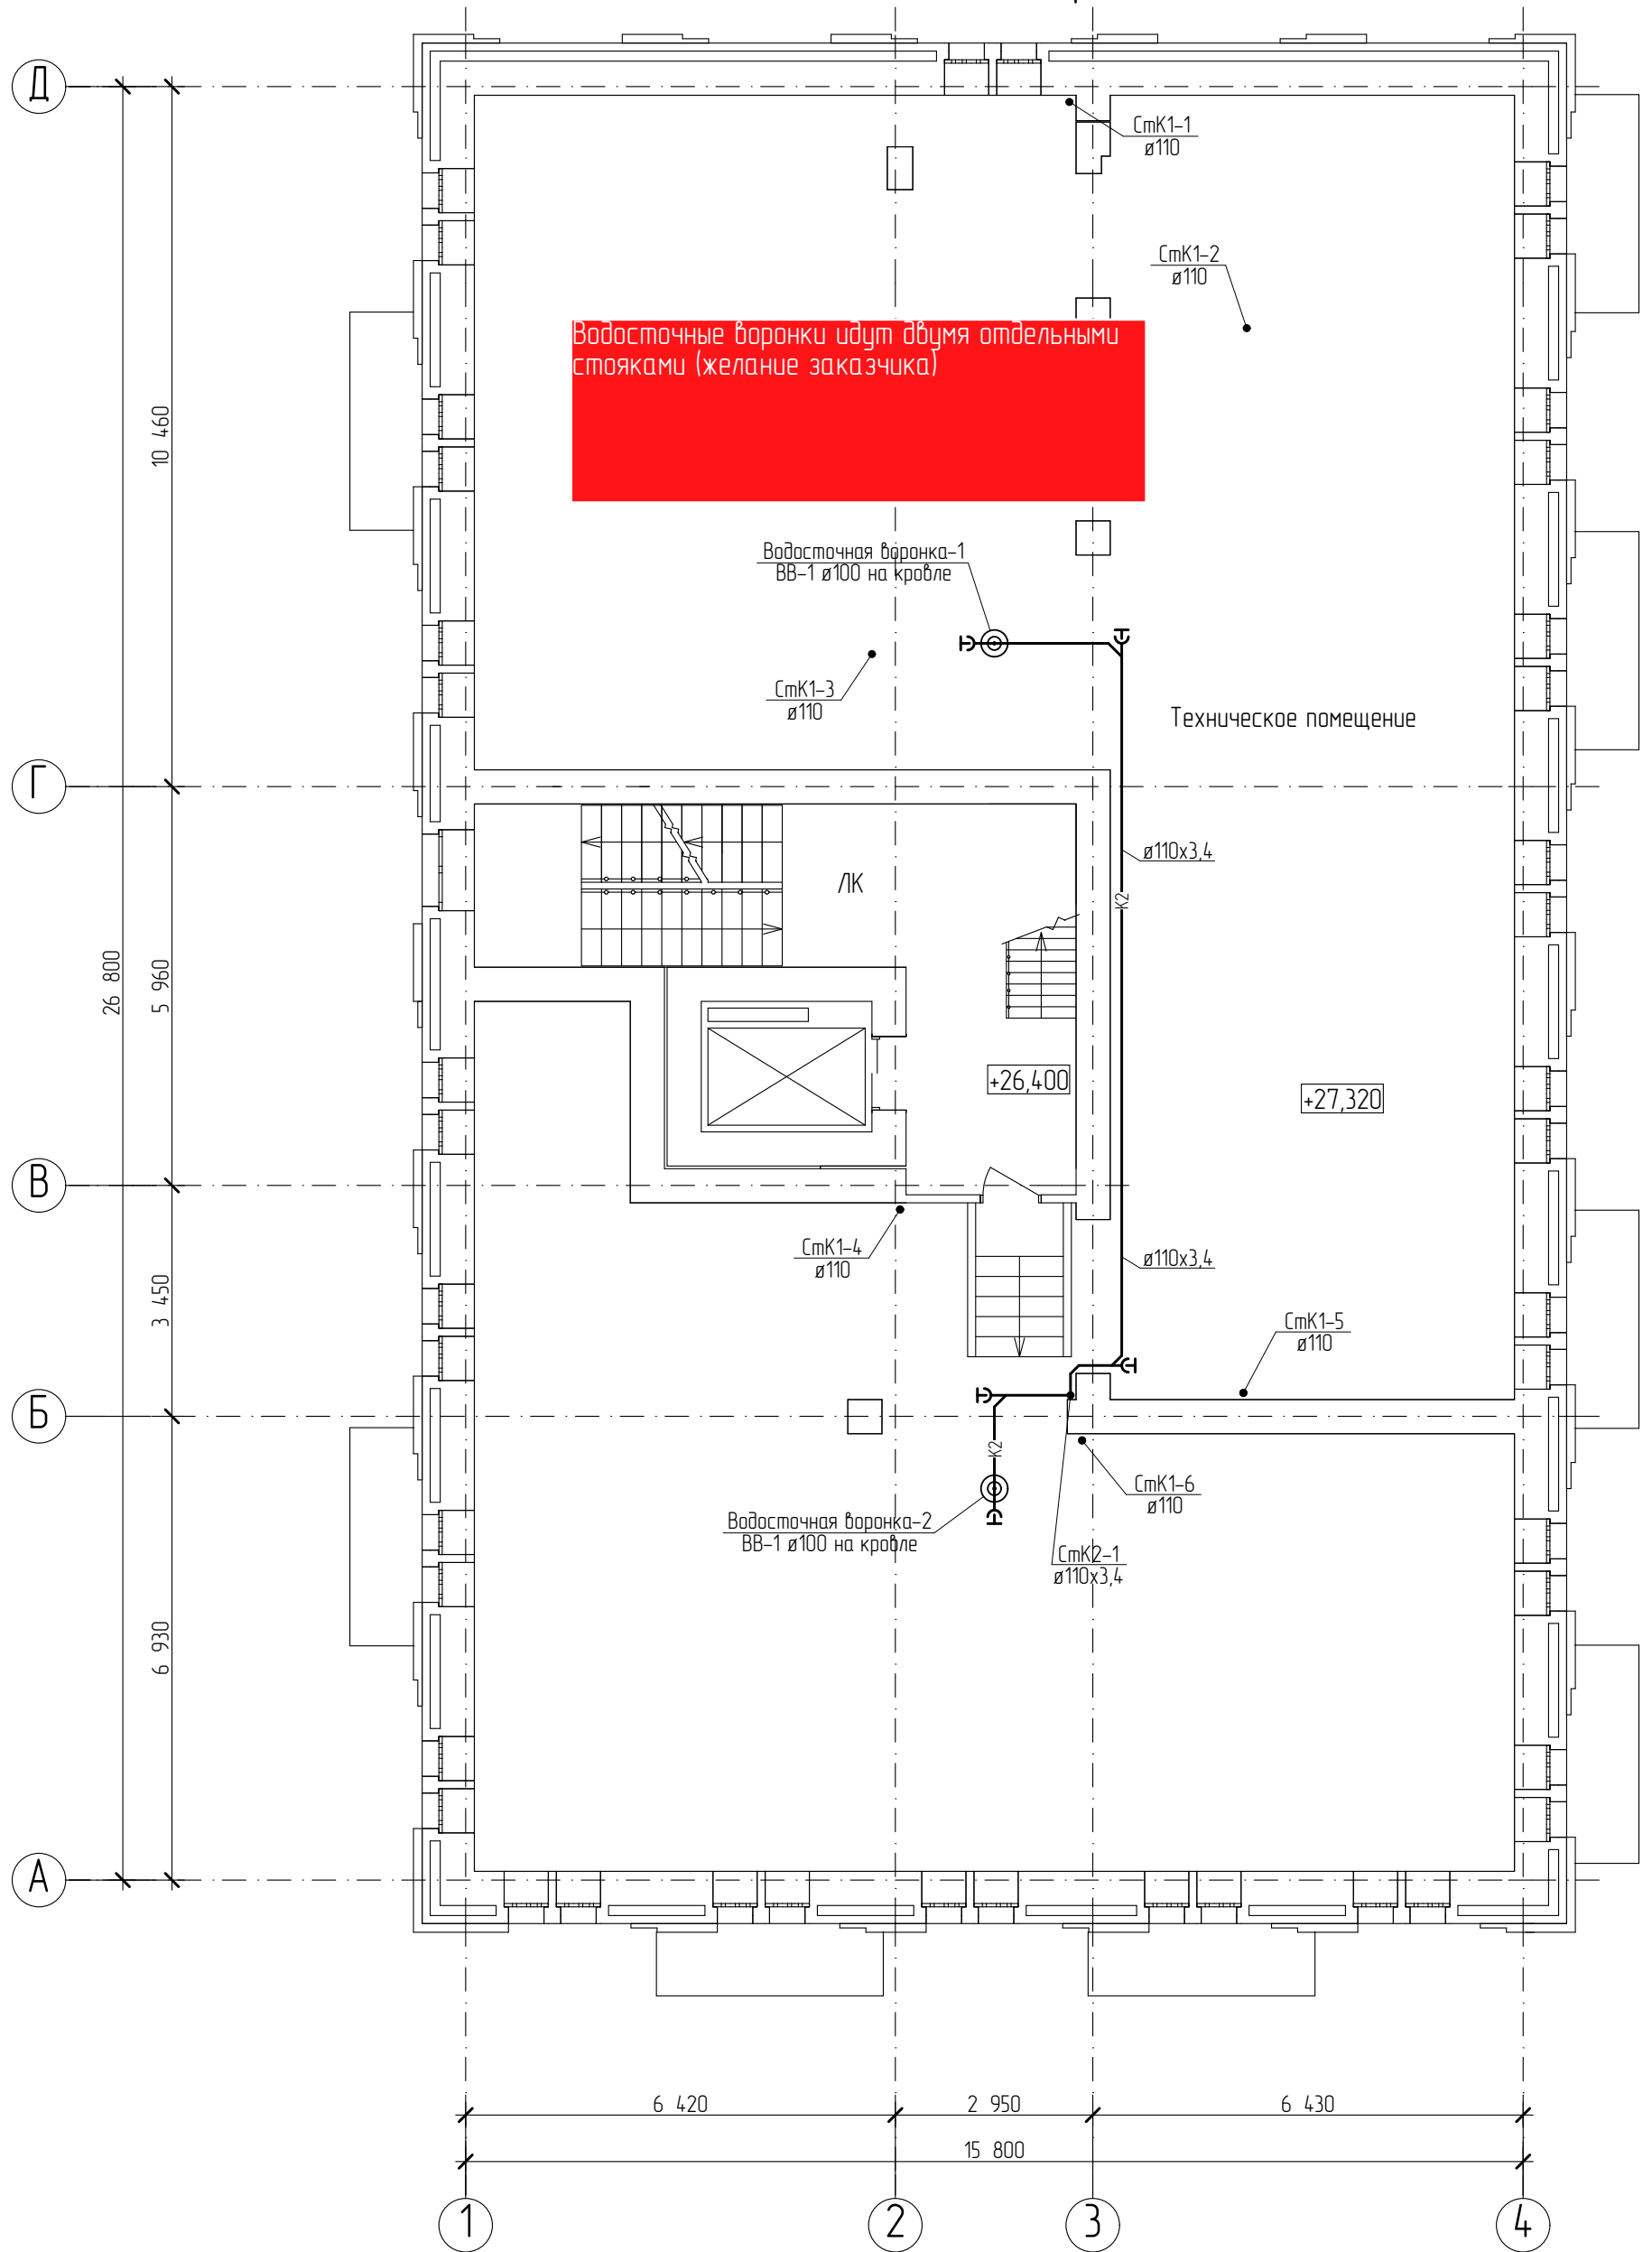 Д
СтК1-1
ø110
СтК1-2
ø110
Водосточные воронки идут двумя отдельными
стояками (желание заказчика)
10 460
Водосточная воронка-1
ВВ-1 ø100 на кровле
СтК1-3
ø110
Техническое помещение
Г
ø110х3,4
ЛК
К2
26 800
5 960
+26,400
+27,320
В
СтК1-4
ø110
ø110х3,4
3 450
СтК1-5
ø110
Б
К2
СтК1-6
ø110
Водосточная воронка-2
ВВ-1 ø100 на кровле
СтК2-1
ø110х3,4
6 930
А
6 420
2 950
6 430
15 800
1
2
3
4